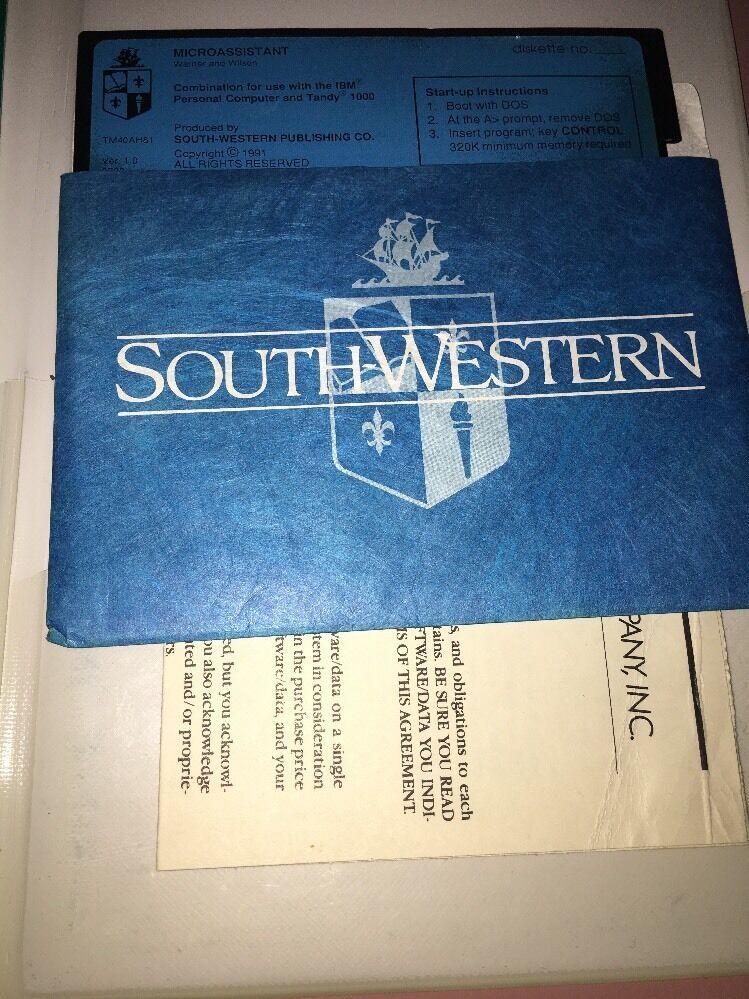 MICROASSISTANT
Warner and Wilson
Combination for use with the IBM®
Personal Computer and Tandy® 1000
Produced by
SOUTH-WESTERN PUBLISHING CO.
Copyright © 1991
ALL RIGHTS RESERVED
TM40AH81
Ver. 1.0
diskette no.
Start-up Instructions
1. Boot with DOS
2. At the A> prompt, remove DOS
3. Insert program; key CONTROL
320K minimum memory required
SOUTH-WESTERN
PANY, INC.
s, and obligations to each
ains. BE SURE YOU READ
FTWARE/DATA YOU INDI-
IS OF THIS AGREEMENT.
are/data on a single
tem in consideration
n the purchase price
tware/data, and your
ed, but you acknowl-
ou also acknowledge
ted and/or proprie-
rs.